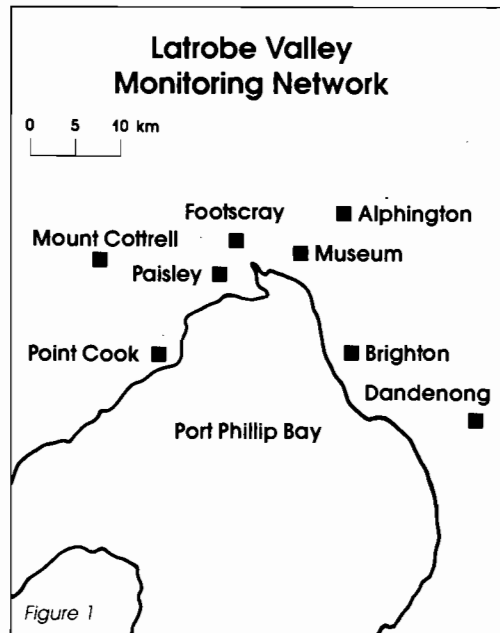 Latrobe Valley
Monitoring Network
0 5 10 km
Footscray
Alphington
Mount Cottrell
Museum
Paisley
Point Cook
Brighton
Dandenong
Port Phillip Bay
Figure 1